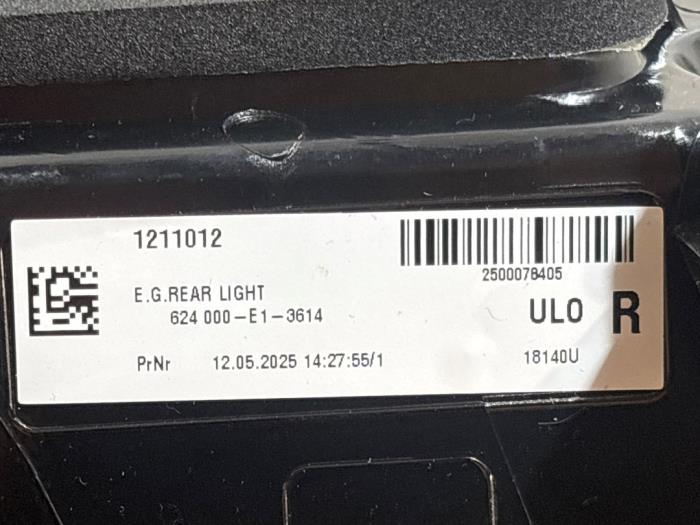 1211012
2500078405
E.G.REAR LIGHT
624 000-E1-3614
ULO R
PrNr 12.05.2025 14:27:55/1 18140U